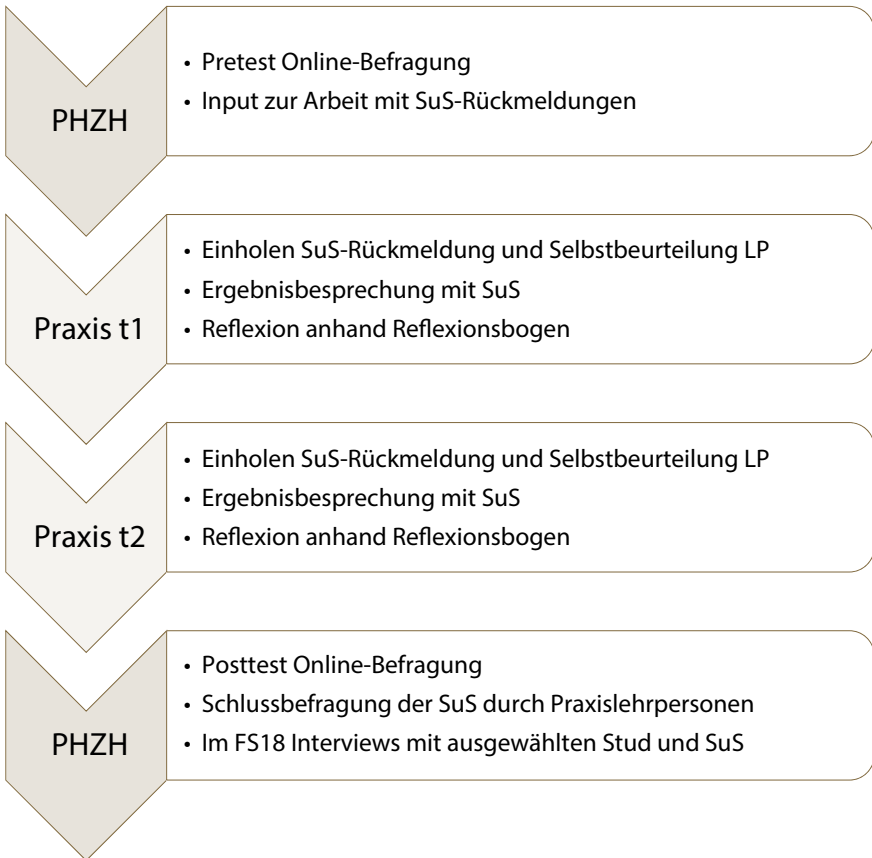 PHZH
• Pretest Online-Befragung
• Input zur Arbeit mit SuS-Rückmeldungen
Praxis t1
• Einholen SuS-Rückmeldung und Selbstbeurteilung LP
• Ergebnisbesprechung mit SuS
• Reflexion anhand Reflexionsbogen
Praxis t2
• Einholen SuS-Rückmeldung und Selbstbeurteilung LP
• Ergebnisbesprechung mit SuS
• Reflexion anhand Reflexionsbogen
PHZH
• Posttest Online-Befragung
• Schlussbefragung der SuS durch Praxislehrpersonen
• Im FS18 Interviews mit ausgewählten Stud und SuS